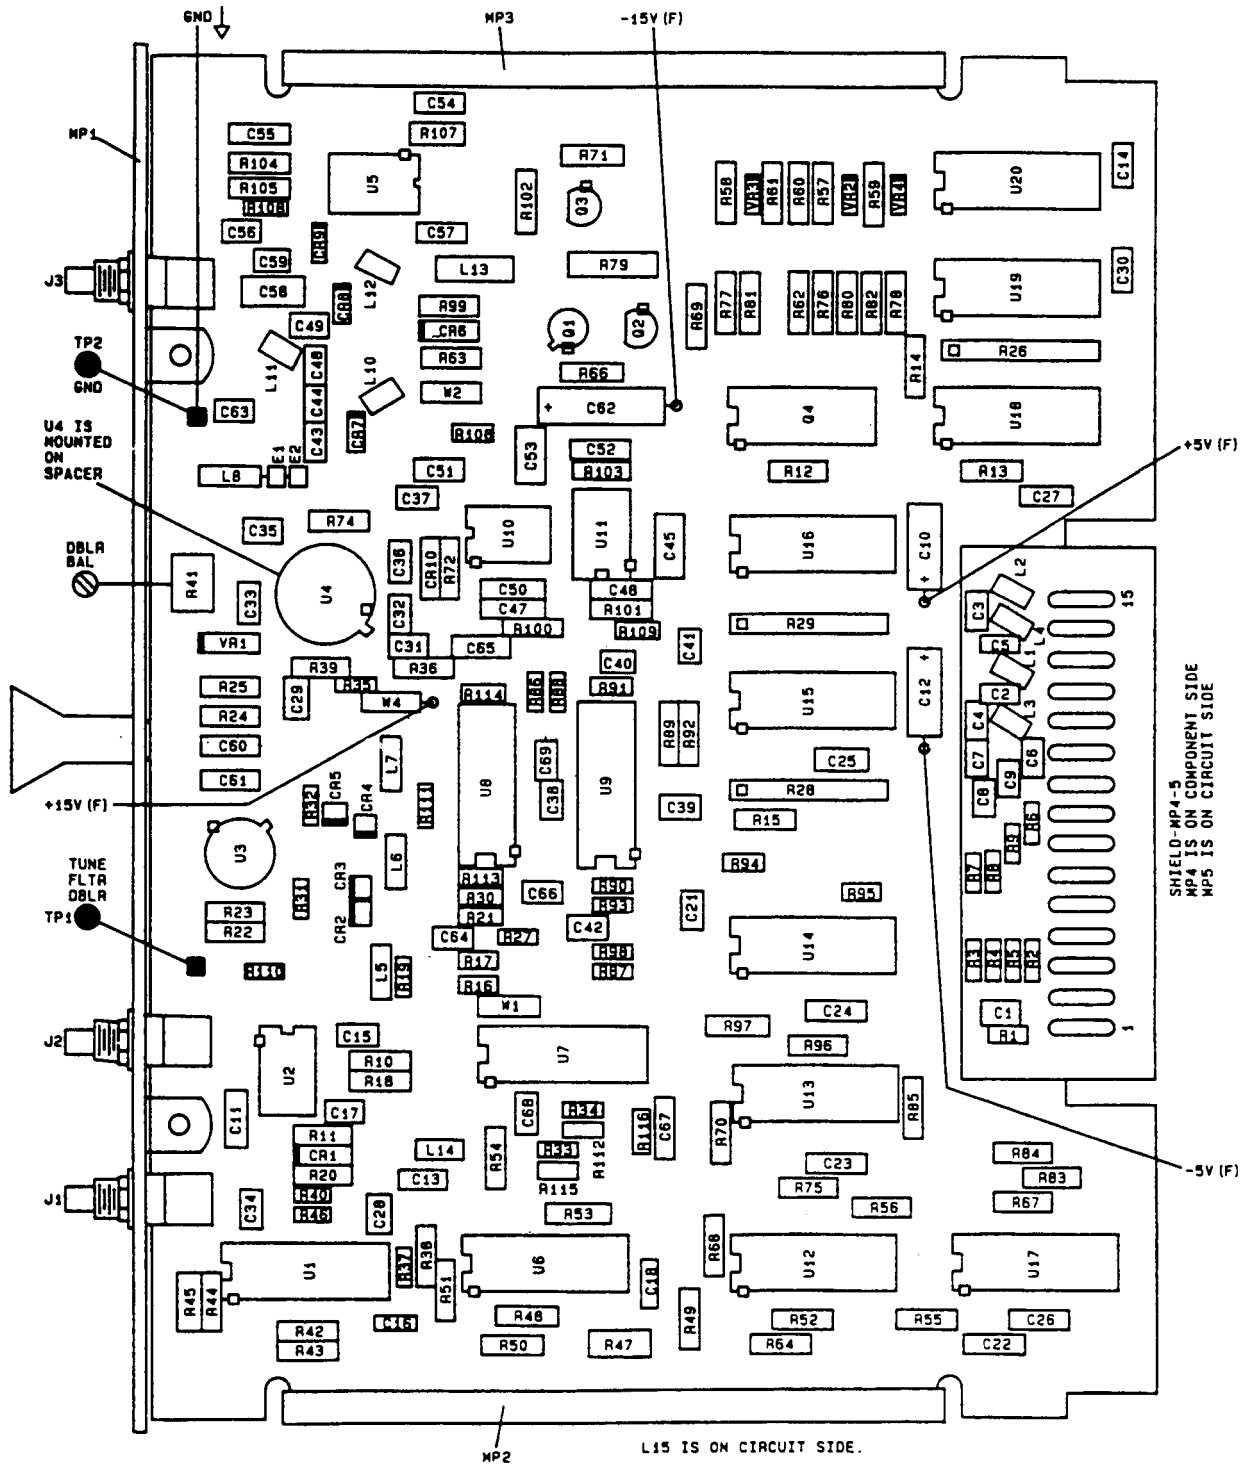 GND
MP3
-15V (F)
MP1
C54
C55
R107
R104
R71
R105
U5
R108
R102
Q3
R58
VR3
R61
R60
R57
VR2
R59
VR4
U20
C14
C56
CR9
C57
C59
L12
L13
R79
J3
C58
CR8
R99
R69
R77
R81
R62
R76
R80
R82
R78
U19
C30
C49
CR6
Q1
Q2
TP2
GND
L11
C48
L10
R63
R66
R14
R26
C44
W2
C62
Q4
U18
C63
U4 IS
MOUNTED
ON
SPACER
C43
CR7
R106
C53
C52
+5V (F)
E1
E2
L8
C51
R103
R12
R13
C37
C27
R74
C35
U10
U11
C45
U16
C10
DBLR
BAL
R41
U4
C36
CR10
R72
C50
C48
L2
15
C33
C32
C47
R101
C3
VR1
C31
C65
R100
R109
C41
R29
C5
L4
R39
R36
C40
L1
R25
R35
R114
R86
R88
R91
U15
C12
C2
C29
W4
C4
L3
R24
R89
R92
C60
L7
C69
C25
C7
C6
C61
U8
U9
C9
+15V (F)
R32
CR5
CR4
R111
C38
C39
R28
C8
R15
R6
SHIELD-MP4-5
MP4 IS ON COMPONENT SIDE
MP5 IS ON CIRCUIT SIDE
U3
L6
R9
TUNE
FLTR
DBLR
TP1
CR3
R94
R7
R8
R31
R113
R90
R95
R23
CR2
R30
C66
R93
C21
R22
R21
C42
C64
R27
U14
R110
L5
R19
R17
R98
R3
R4
R5
R2
R16
R87
W1
C24
C1
J2
C15
R97
R1
1
U2
R10
U7
R96
R18
U13
C11
C17
C68
R34
R116
C67
R70
R85
R11
CR1
L14
R54
R33
R112
R84
R20
C13
R115
C23
R83
-5V (F)
J1
R40
R75
R67
C34
R46
C28
R53
R56
U1
R37
R38
U6
R68
U12
U17
R45
R44
R51
C18
R48
R49
R52
R55
C26
R42
C16
R43
R50
R47
R64
C22
MP2
L15 IS ON CIRCUIT SIDE.